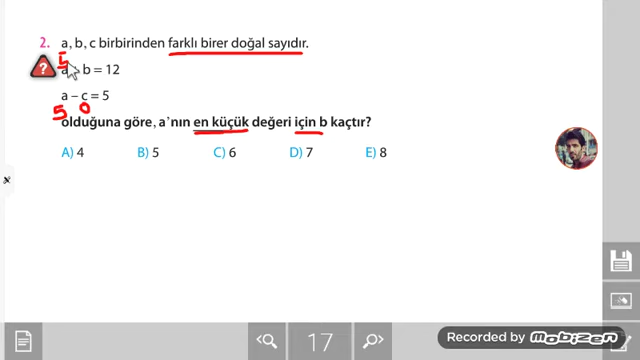 2. a, b, c birbirinden farklı birer doğal sayıdır.
5
a b = 12
a – c = 5
5 0
olduğuna göre, a'nın en küçük değeri için b kaçtır?
A) 4 B) 5 C) 6 D) 7 E) 8
17
Recorded by mobizen